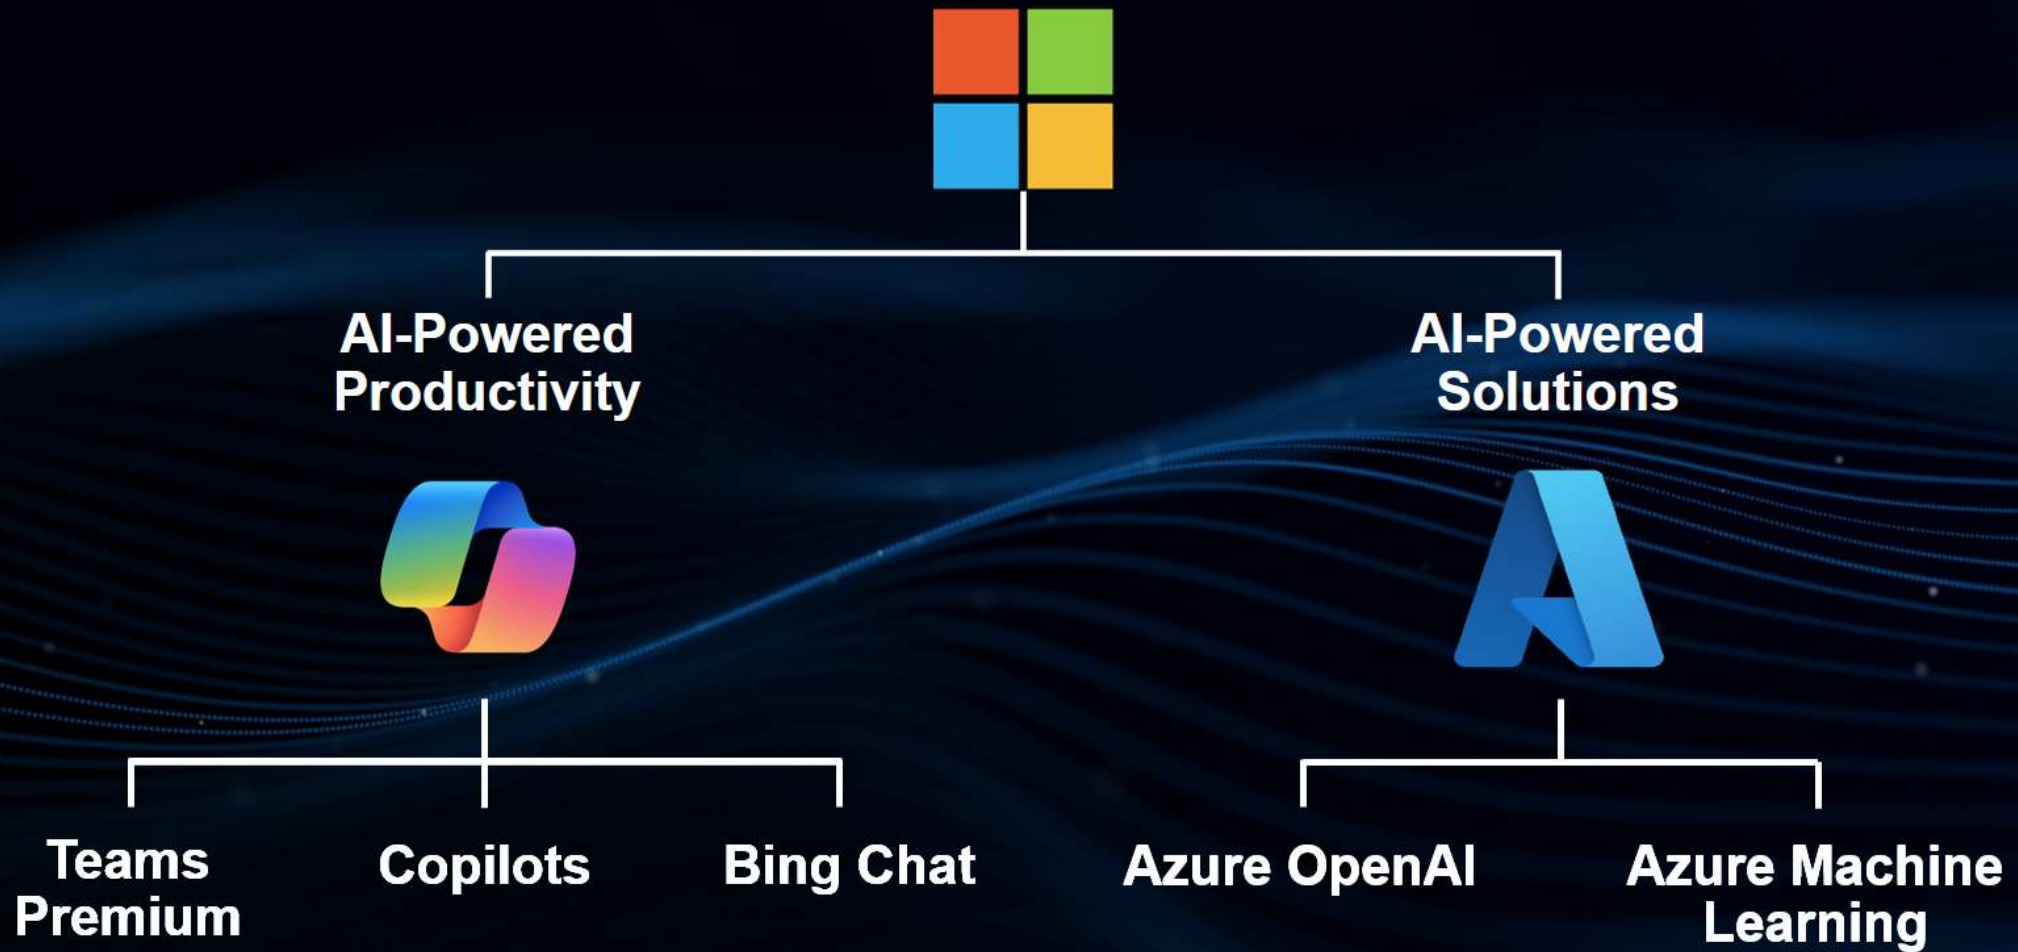 AI-Powered
Productivity
AI-Powered
Solutions
Teams
Premium
Copilots
Bing Chat
Azure OpenAI
Azure Machine
Learning